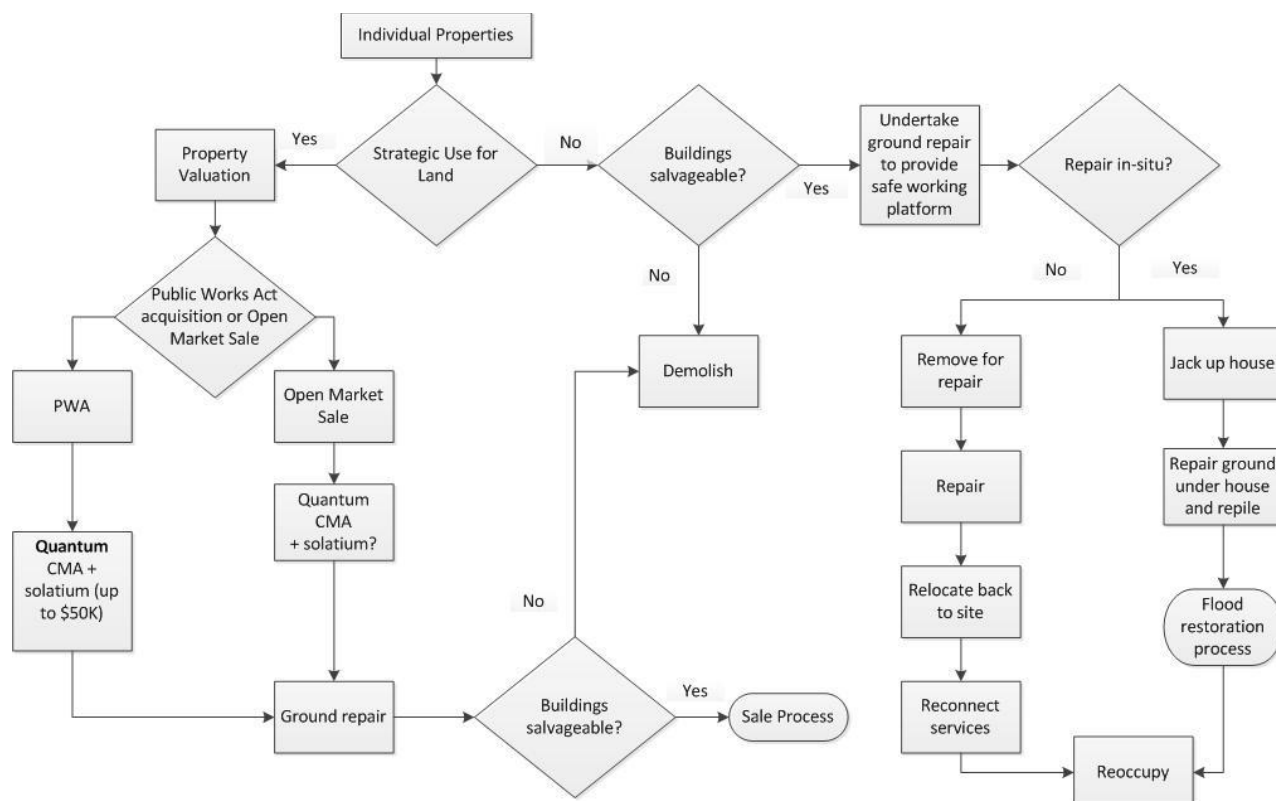 Individual Properties
Yes
Property
Valuation
Strategic Use for
Land
No
Buildings
salvageable?
Yes
Undertake
ground repair
to provide
safe working
platform
Repair in-situ?
No
No
Yes
Public Works Act
acquisition or Open
Market Sale
PWA
Open Market
Sale
Demolish
Remove for
repair
Jack up house
Quantum
CMA
+ solatium?
Repair
Repair ground
under house
and repile
Quantum
CMA +
solatium (up
to $50K)
No
Relocate back
to site
Flood
restoration
process
Ground repair
Buildings
salvageable?
Yes
Sale Process
Reconnect
services
Reoccupy